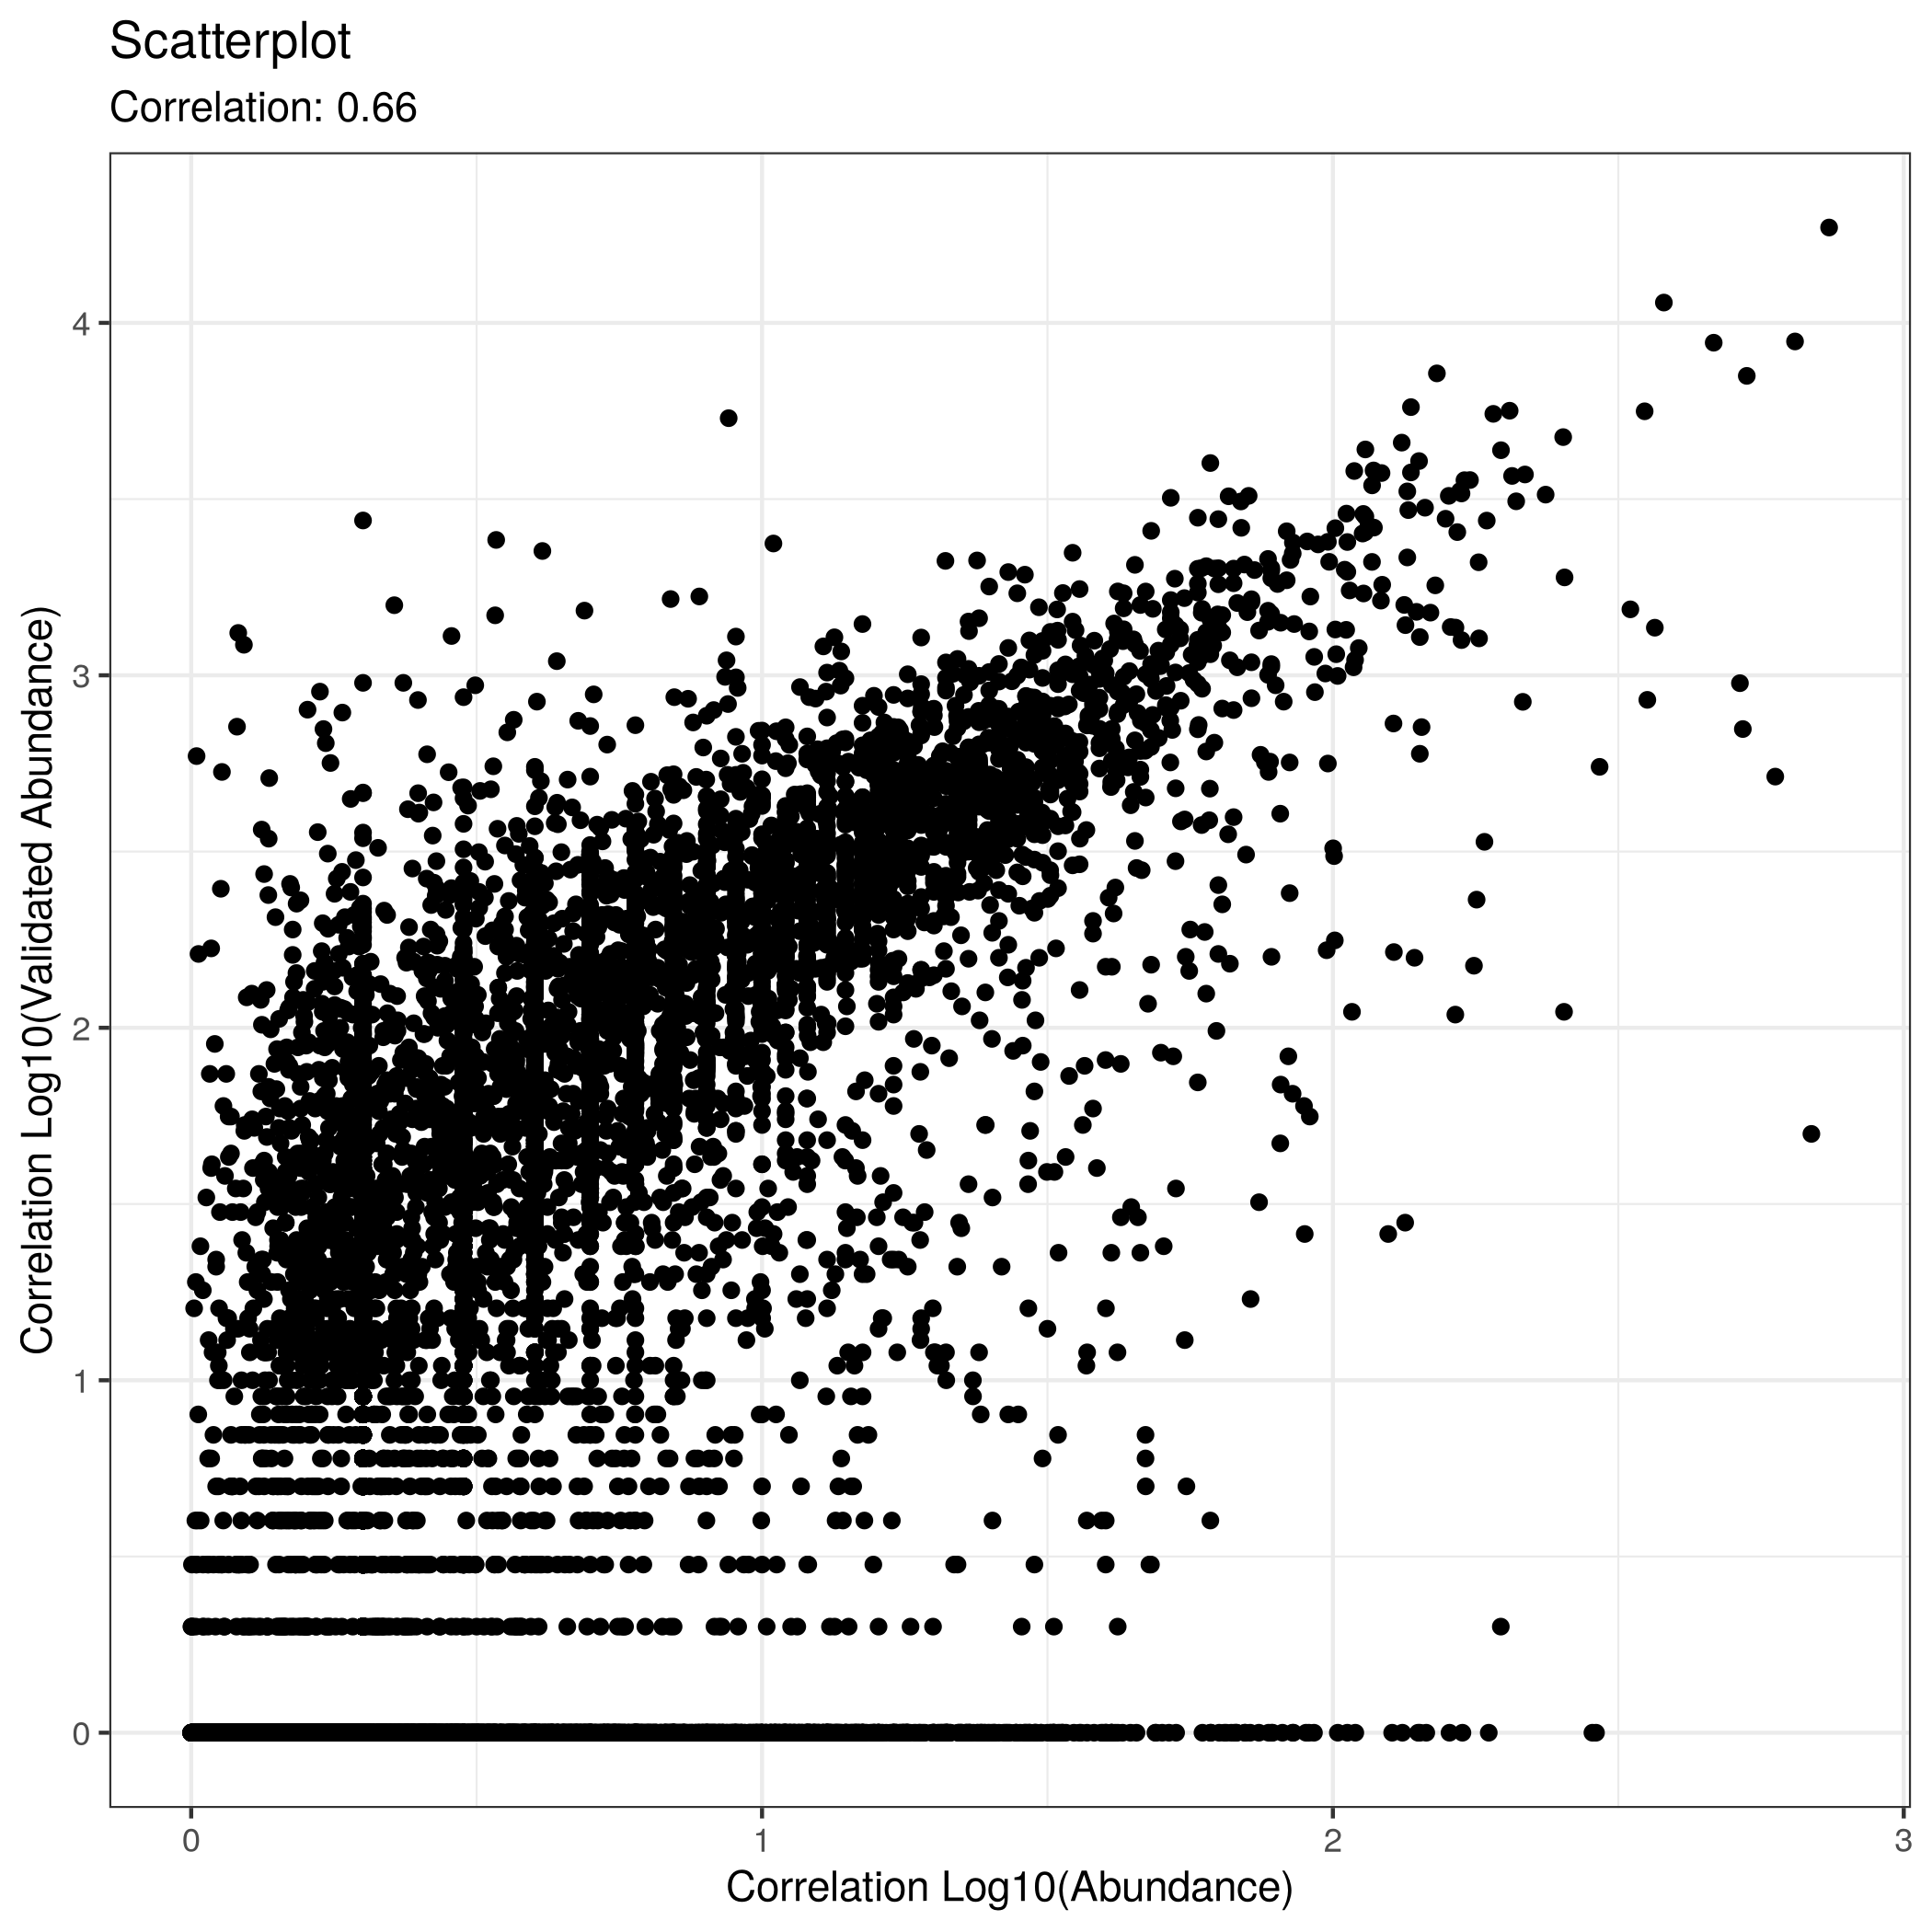 Scatterplot
Correlation: 0.66
Correlation Log10(Validated Abundance)
4
3
2
1
0
0 1 2 3
Correlation Log10(Abundance)